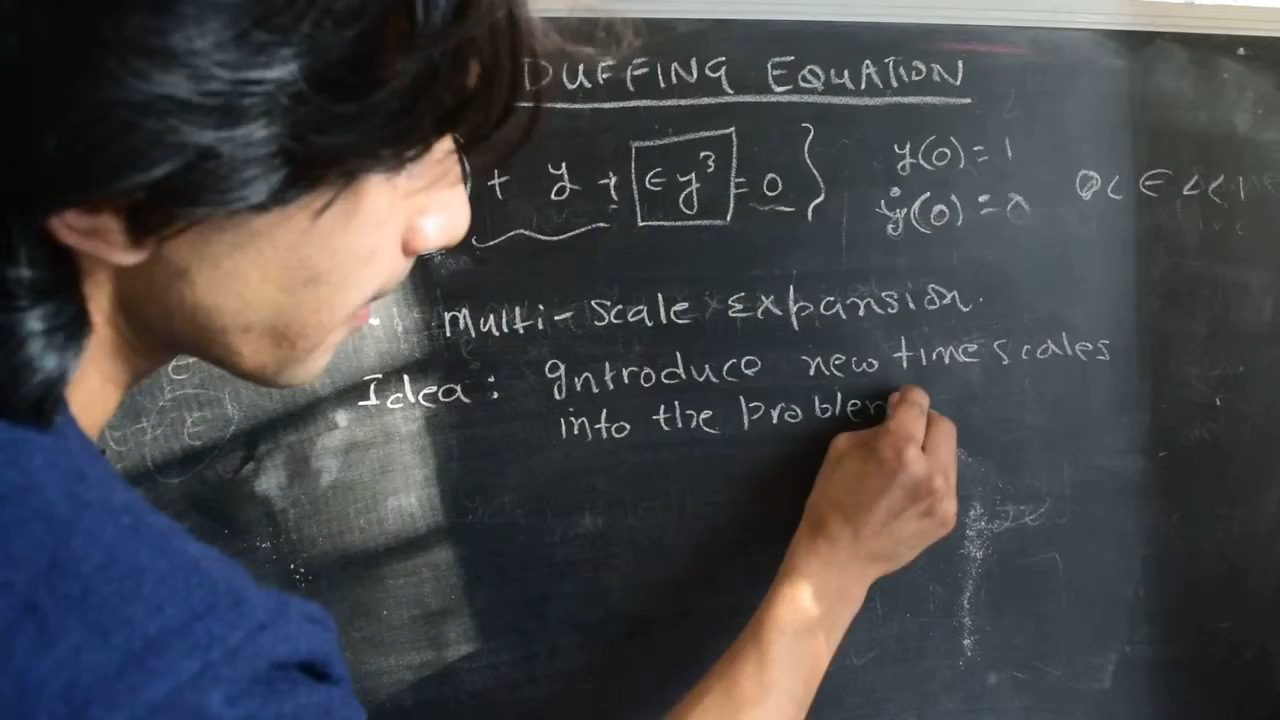 DUFFING EQUATION
+ y + ϵy³ = 0 }
y(0) = 1
ẏ(0) = 0
0 < ϵ << 1
Multi-scale Expansion.
Idea: Introduce new time scales
into the problem